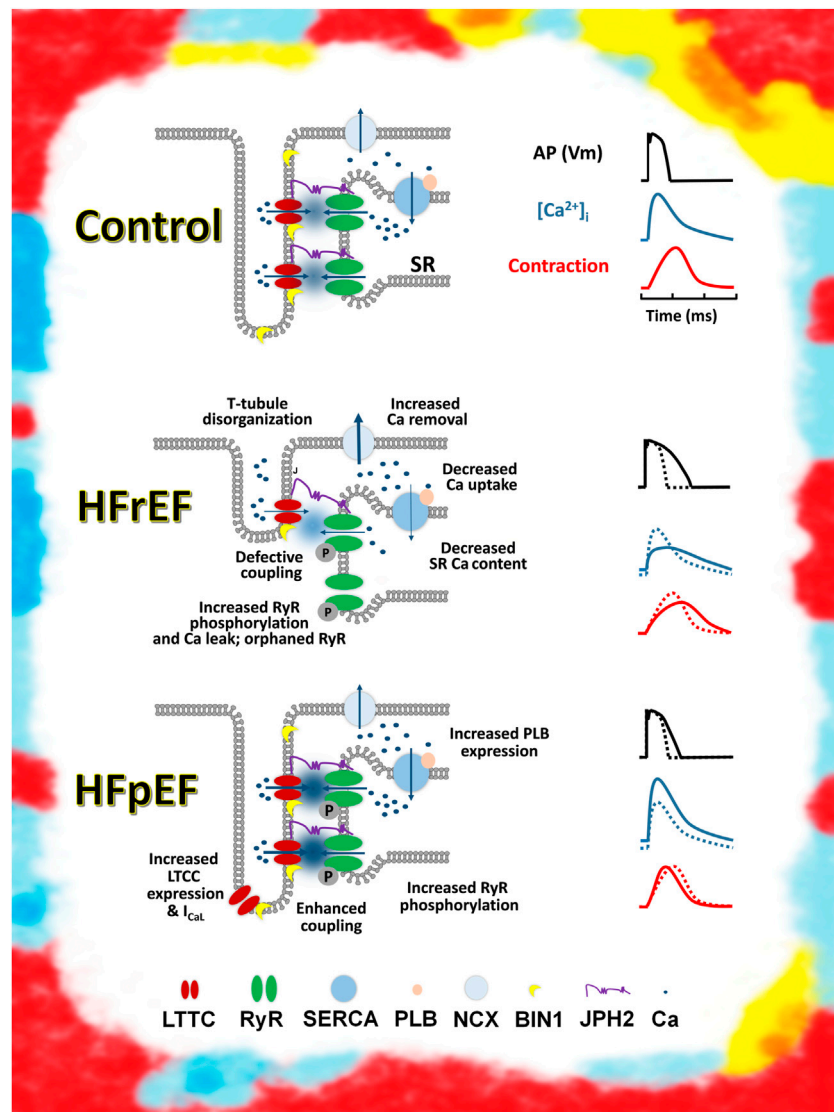 Control
AP (Vm)
[Ca²⁺]ᵢ
Contraction
SR
Time (ms)
HFrEF
T-tubule
disorganization
Increased
Ca removal
J
Decreased
Ca uptake
Defective
coupling
P
Decreased
SR Ca content
Increased RyR
phosphorylation
and Ca leak; orphaned RyR
P
HFpEF
Increased PLB
expression
P
P
Increased
LTCC
expression
& I_CaL
Enhanced
coupling
Increased RyR
phosphorylation
LTTC RyR SERCA PLB NCX BIN1 JPH2 Ca